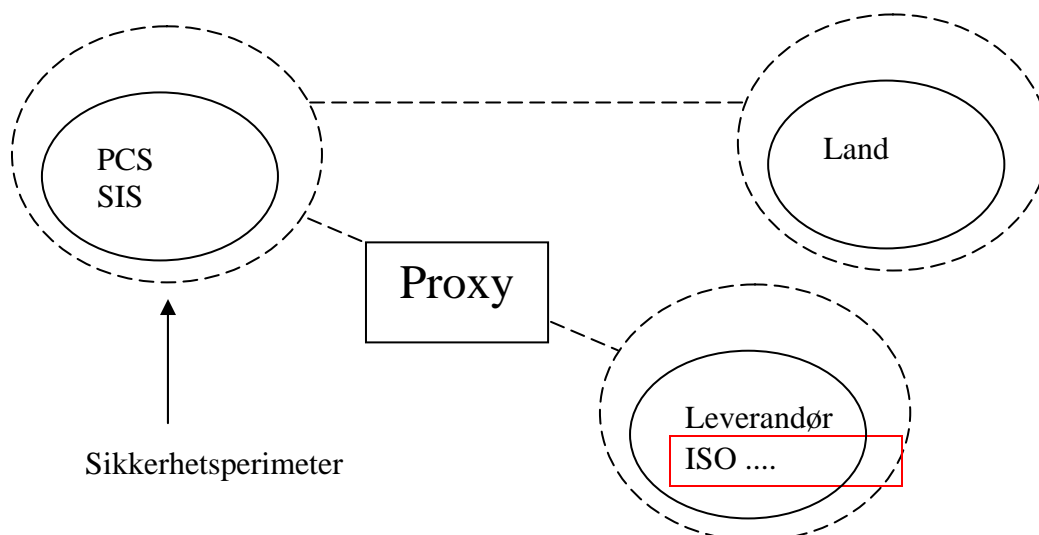 PCS
SIS
Land
Proxy
Leverandør
ISO ....
Sikkerhetsperimeter